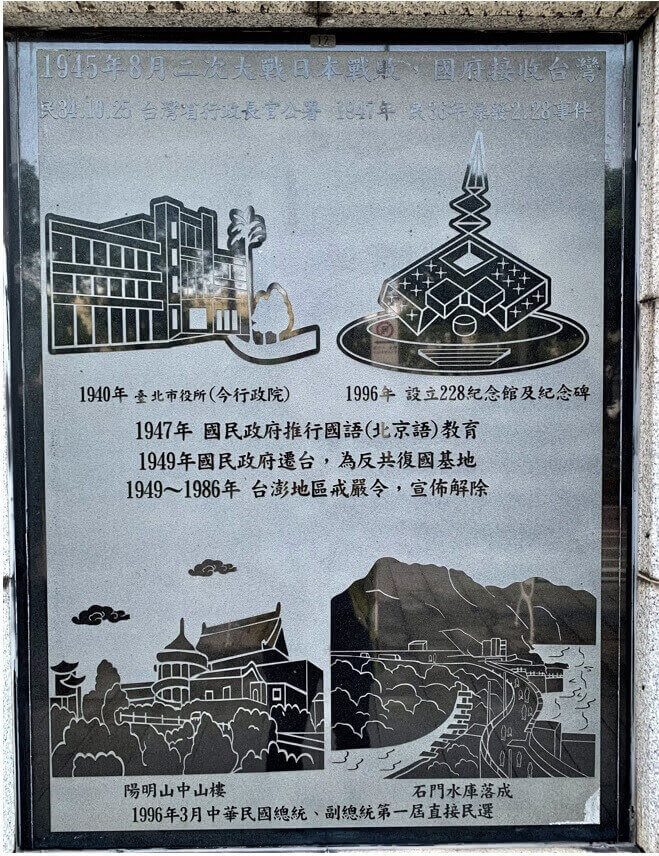 1945年8月二次大戰日本戰敗、國府接收台灣
民34.10.25 台灣省行政長官公署 1947年 民36年爆發2.28事件
1940年 臺北市役所(今行政院)
1996年 設立228紀念館及紀念碑
1947年 國民政府推行國語(北京語)教育
1949年國民政府遷台，為反共復國基地
1949～1986年 台澎地區戒嚴令，宣佈解除
陽明山中山樓
石門水庫落成
1996年3月中華民國總統、副總統第一屆直接民選